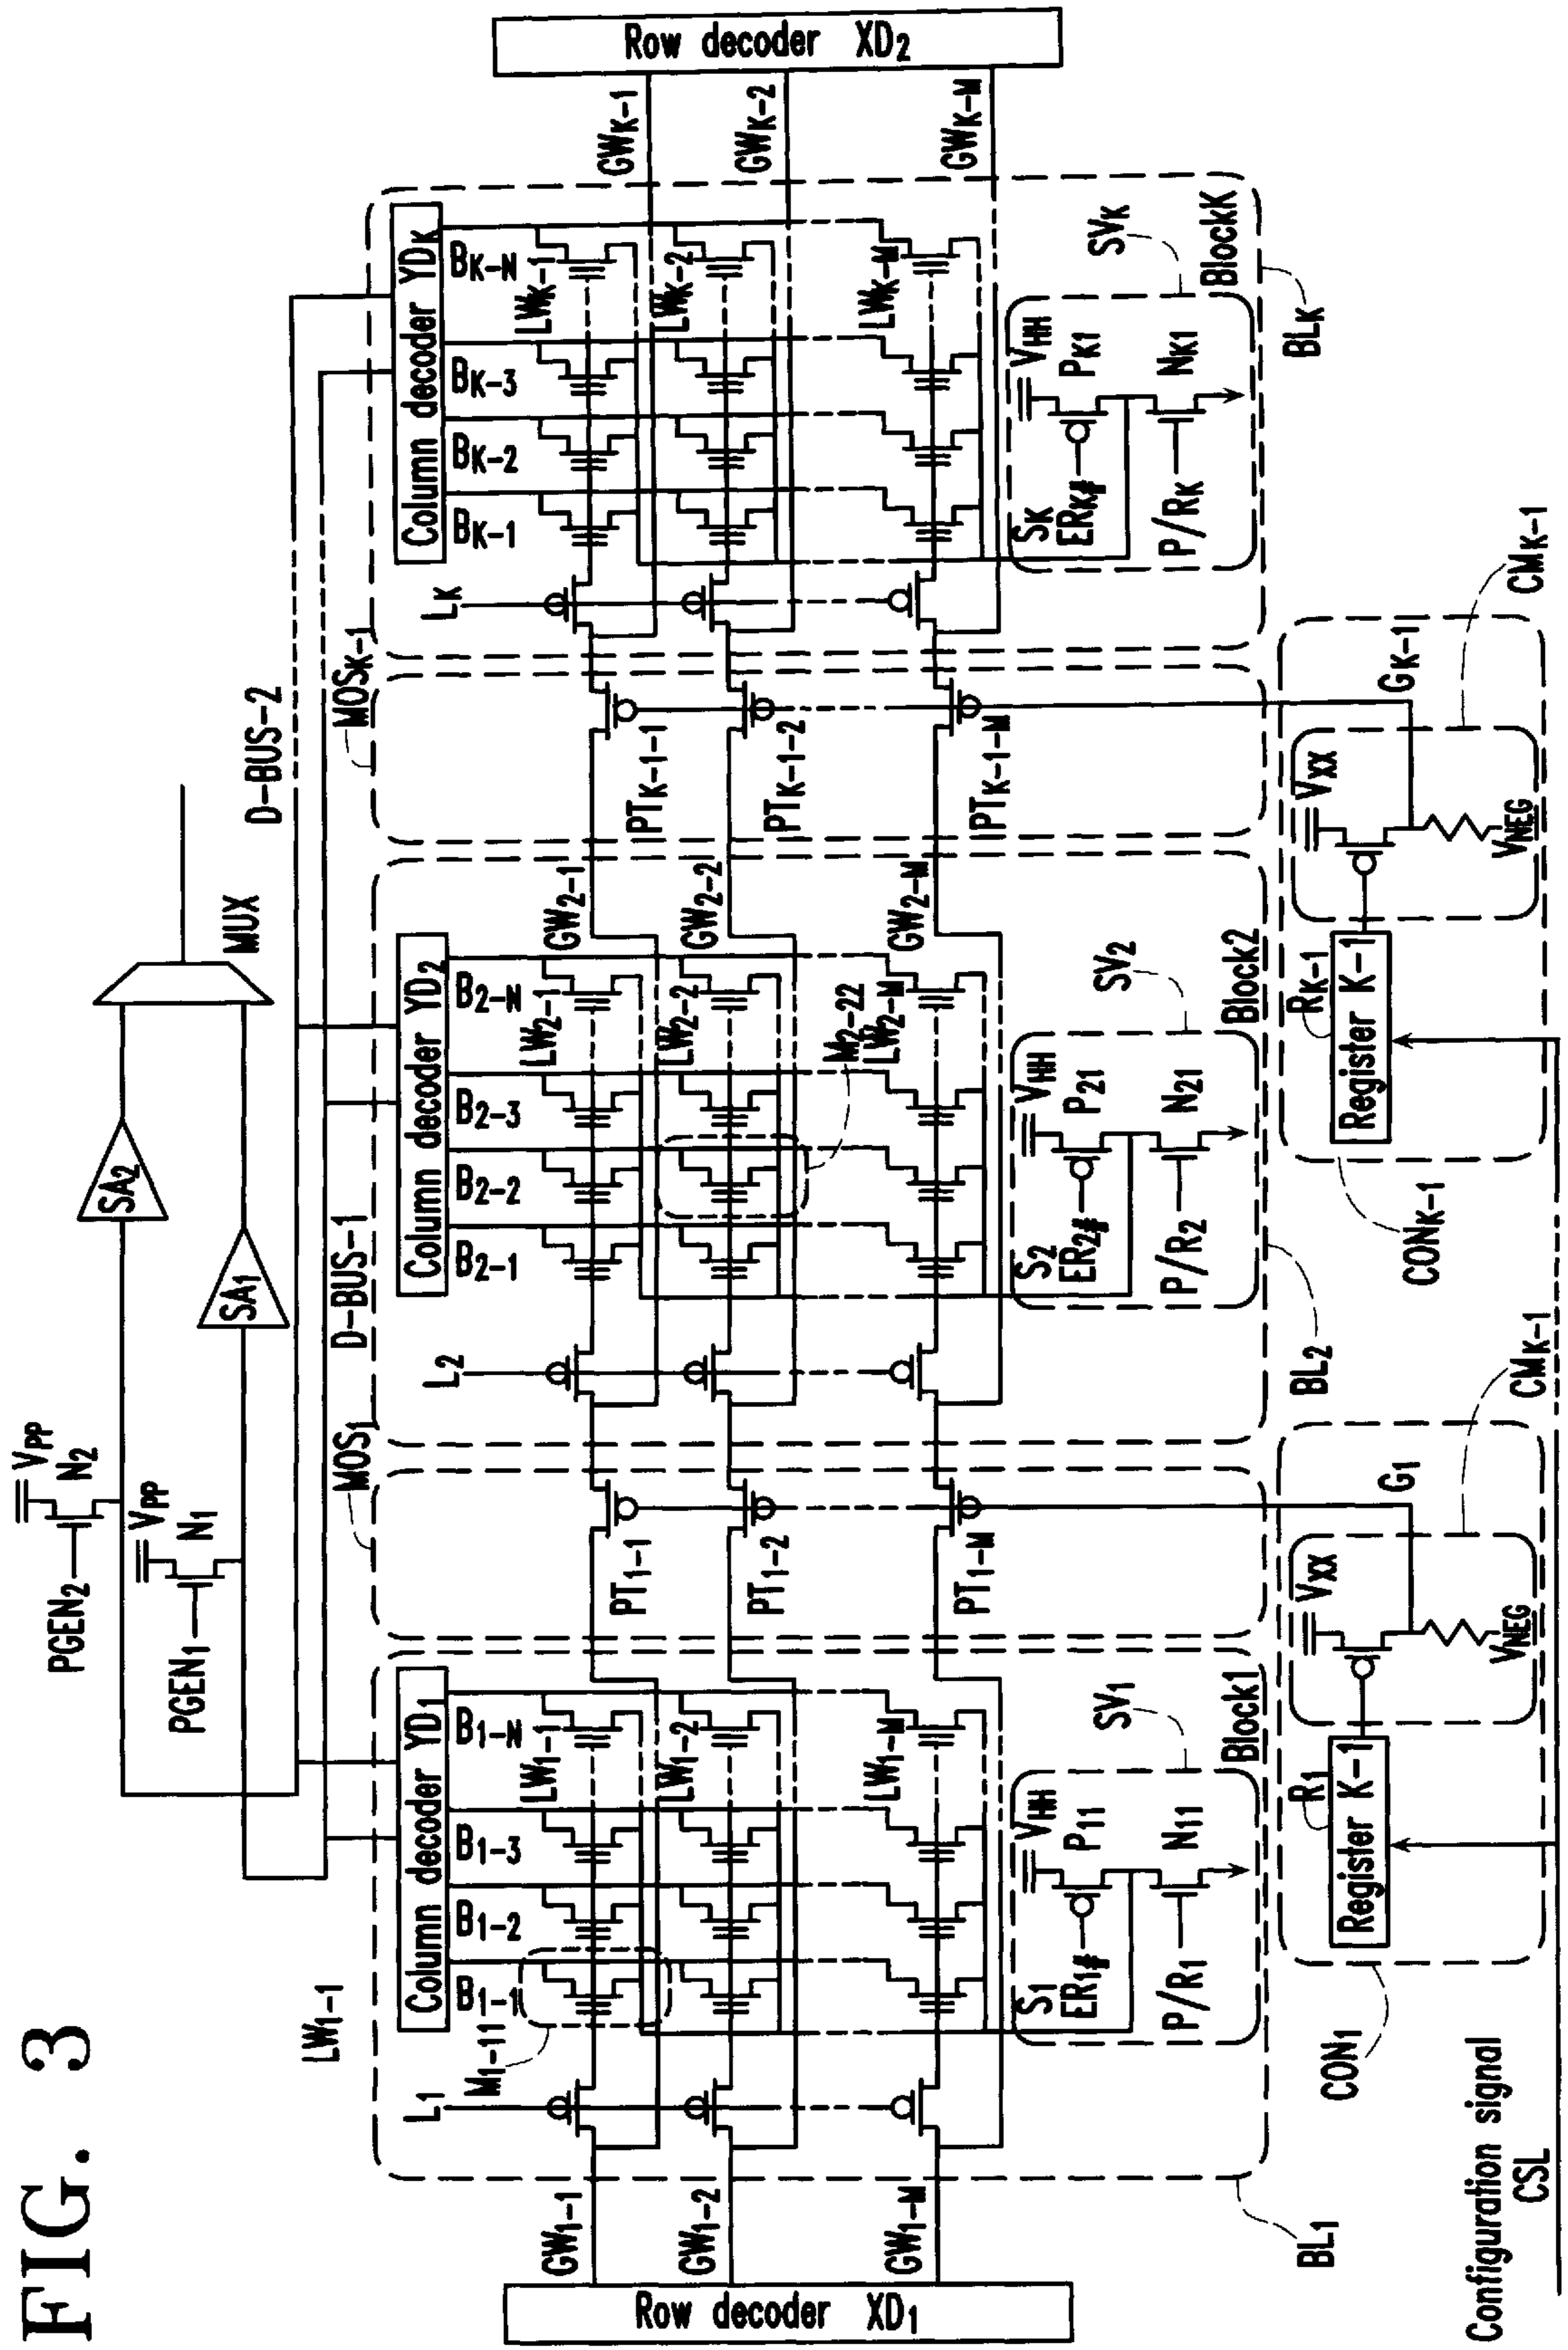 FIG. 3
PGEN2
VPP
N2
PGEN1
VPP
N1
SA2
SA1
MUX
D-BUS-1
D-BUS-2
LW1-1
MOS1
MOSK-1
Row decoder XD1
GW1-1
GW1-2
GW1-M
L1
M1-11
Column decoder YD1
B1-1
B1-2
B1-3
B1-N
LW1-1
LW1-2
LW1-M
S1
ER1#
P/R1
VHH
P11
N11
SV1
Block1
BL1
PT1-1
PT1-2
PT1-M
L2
Column decoder YD2
B2-1
B2-2
B2-3
B2-N
LW2-1
LW2-2
M2-22
LW2-M
GW2-1
GW2-2
GW2-M
S2
ER2#
P/R2
VHH
P21
N21
SV2
Block2
BL2
PTK-1-1
PTK-1-2
PTK-1-M
LK
Column decoder YDK
BK-1
BK-2
BK-3
BK-N
LWK-1
LWK-2
LWK-M
SK
ERK#
P/RK
VHH
PK1
NK1
SVK
BlockK
BLK
GWK-1
GWK-2
GWK-M
Row decoder XD2
CON1
R1
Register K-1
VXX
VNEG
G1
CMK-1
CONK-1
RK-1
Register K-1
VXX
VNEG
GK-1
CMK-1
Configuration signal
CSL